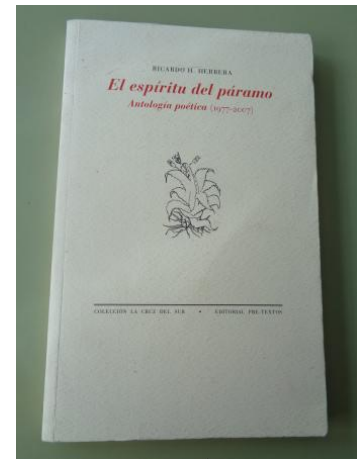 RICARDO H. HERRERA
El espíritu del páramo
Antología poética (1977-2007)
COLECCIÓN LA CRUZ DEL SUR • EDITORIAL PRE-TEXTOS